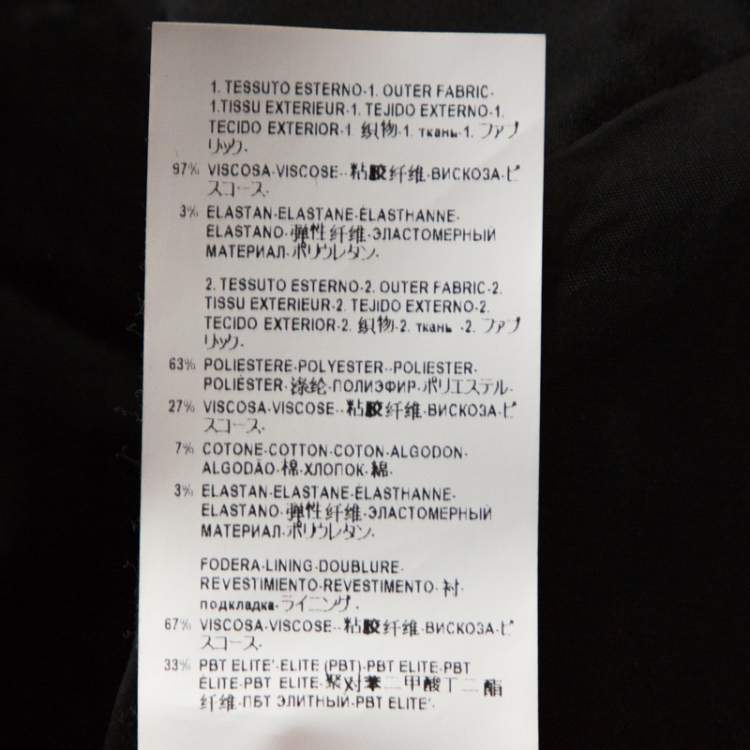 1. TESSUTO ESTERNO-1. OUTER FABRIC-
1.TISSU EXTERIEUR-1. TEJIDO EXTERNO-1.
TECIDO EXTERIOR-1 织物-1. ткань-1. ファブ
リック-
97% VISCOSA-VISCOSE--粘胶纤维-ВИСКОЗА-ビ
スコース-
3% ELASTAN-ELASTANE-ÉLASTHANNE-
ELASTANO-弹性纤维-ЭЛАСТОМЕРНЫЙ
МАТЕРИАЛ-ポリウレタン-
2. TESSUTO ESTERNO-2. OUTER FABRIC-2.
TISSU EXTERIEUR-2. TEJIDO EXTERNO-2.
TECIDO EXTERIOR-2. 织物-2. ткань -2. ファブ
リック-
63% POLIESTERE-POLYESTER--POLIESTER-
POLIÉSTER-涤纶-ПОЛИЭФИР-ポリエステル-
27% VISCOSA-VISCOSE--粘胶纤维-ВИСКОЗА-ビ
スコース-
7% COTONE-COTTON-COTON-ALGODON-
ALGODÃO-棉-ХЛОПОК-綿-
3% ELASTAN-ELASTANE-ÉLASTHANNE-
ELASTANO-弹性纤维-ЭЛАСТОМЕРНЫЙ
МАТЕРИАЛ-ポリウレタン-
FODERA-LINING-DOUBLURE-
REVESTIMIENTO-REVESTIMENTO-衬-
подкладка-ライニング-
67% VISCOSA-VISCOSE--粘胶纤维-ВИСКОЗА-ビ
スコース-
33% PBT ELITE'-ELITE (PBT)-PBT ELITE-PBT
ÉLITE-PBT ELITE-聚对苯二甲酸丁二酯
纤维-ПБТ ЭЛИТНЫЙ-PBT ELITE'-